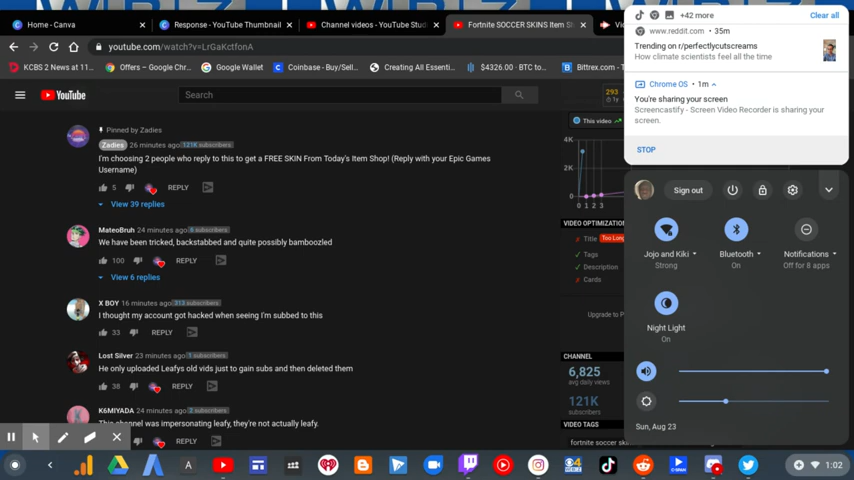 Home - Canva
Response - YouTube Thumbnail
Channel videos - YouTube Stud
Fortnite SOCCER SKINS Item Sh
Vide
youtube.com/watch?v=LrGaKctfonA
KCBS 2 News at 11...
Offers – Google Cl...
Google Wallet
Coinbase - Buy/Sell...
Creating All Essenti...
$4326.00 - BTC to...
Bittrex.com - T
YouTube
Search
293
This video
4K
2K
0
0 1 2 3
VIDEO OPTIMIZATIO
Title Too Long
Tags
Description
Cards
Upgrade to P
CHANNEL
6,825
avg daily views
121K
subscribers
VIDEO TAGS
fortnite soccer skins
Pinned by Zadies
Zadies 26 minutes ago 121K subscribers
I'm choosing 2 people who reply to this to get a FREE SKIN From Today's Item Shop! (Reply with your Epic Games
Username)
5 REPLY
View 39 replies
MateoBruh 24 minutes ago 6 subscribers
We have been tricked, backstabbed and quite possibly bamboozled
100 REPLY
View 6 replies
X BOY 16 minutes ago 313 subscribers
I thought my account got hacked when seeing I'm subbed to this
33 REPLY
Lost Silver 23 minutes ago 1 subscribers
He only uploaded Leafys old vids just to gain subs and then deleted them
38 REPLY
K6MIYADA 24 minutes ago 2 subscribers
This channel was impersonating leafy, they're not actually leafy.
REPLY
+42 more
Clear all
www.reddit.com • 35m
Trending on r/perfectlycutscreams
How climate scientists feel all the time
Chrome OS • 1m
You're sharing your screen
Screencastify - Screen Video Recorder is sharing your
screen.
STOP
Sign out
Jojo and Kiki
Strong
Bluetooth
On
Notifications
Off for 8 apps
Night Light
On
Sun, Aug 23
1:02